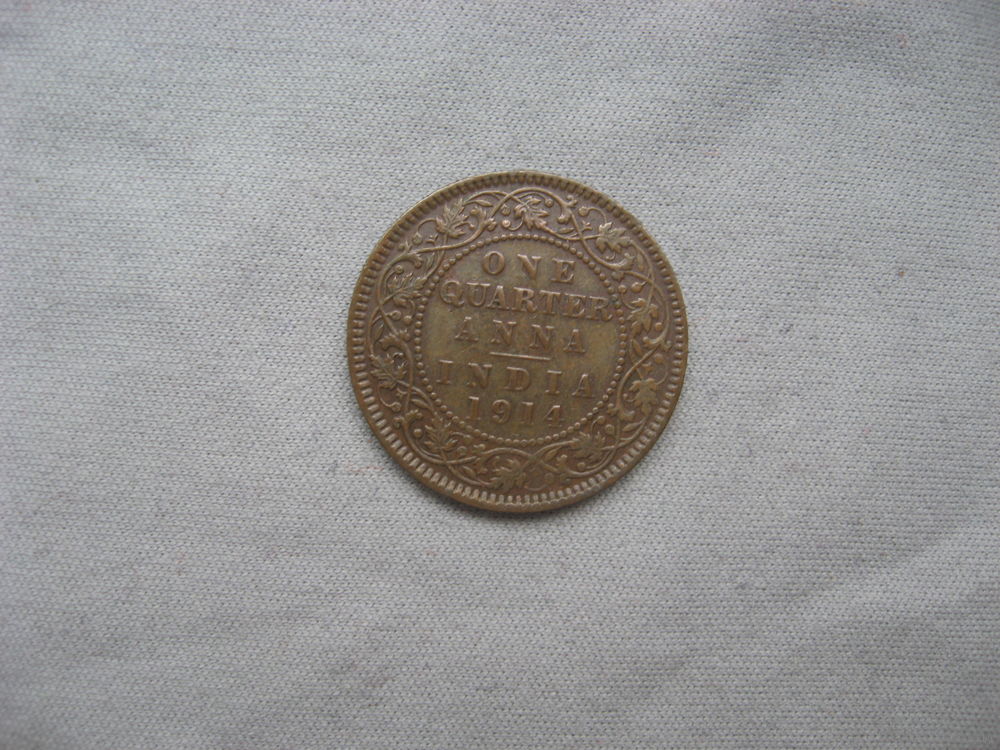 ONE
QUARTER
ANNA
INDIA
1914